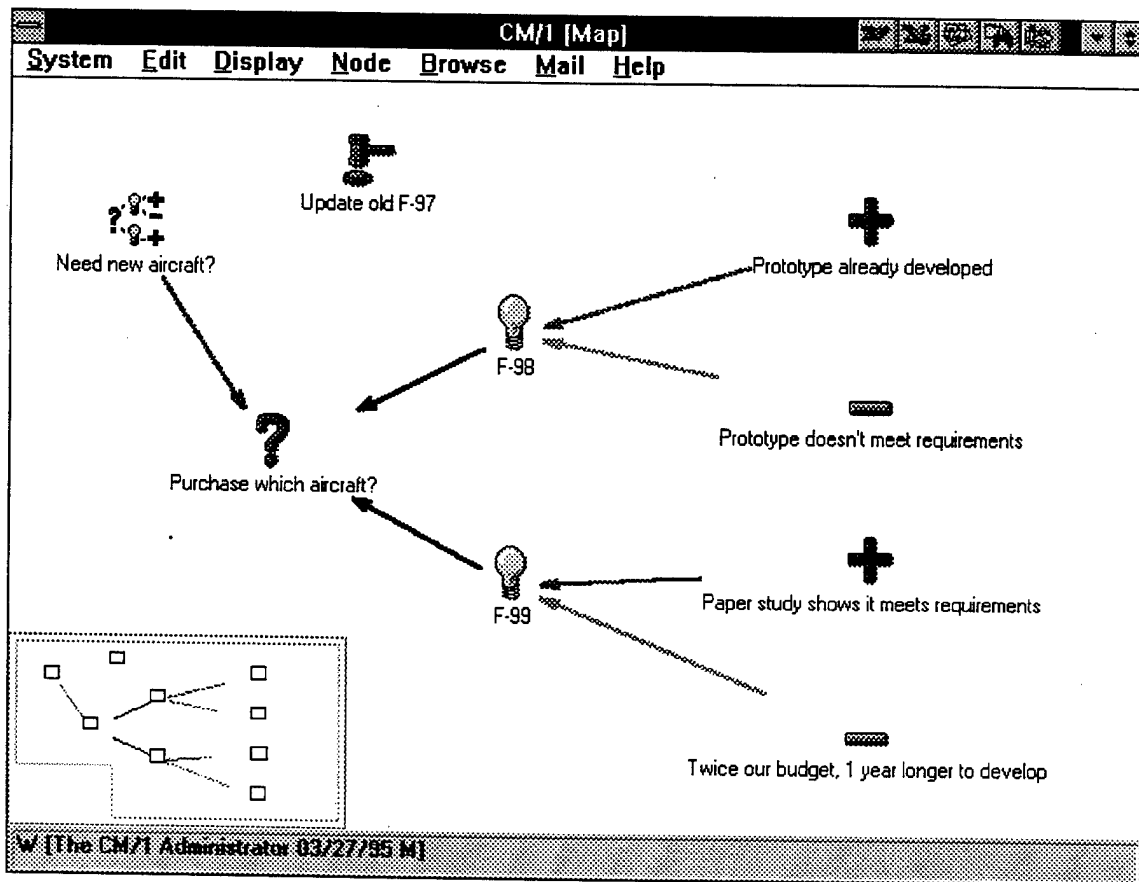 CM/1 [Map]
System Edit Display Node Browse Mail Help
Update old F-97
Need new aircraft?
Prototype already developed
F-98
Prototype doesn't meet requirements
Purchase which aircraft?
Paper study shows it meets requirements
F-99
Twice our budget, 1 year longer to develop
W [The CM/1 Administrator 03/27/95 M]